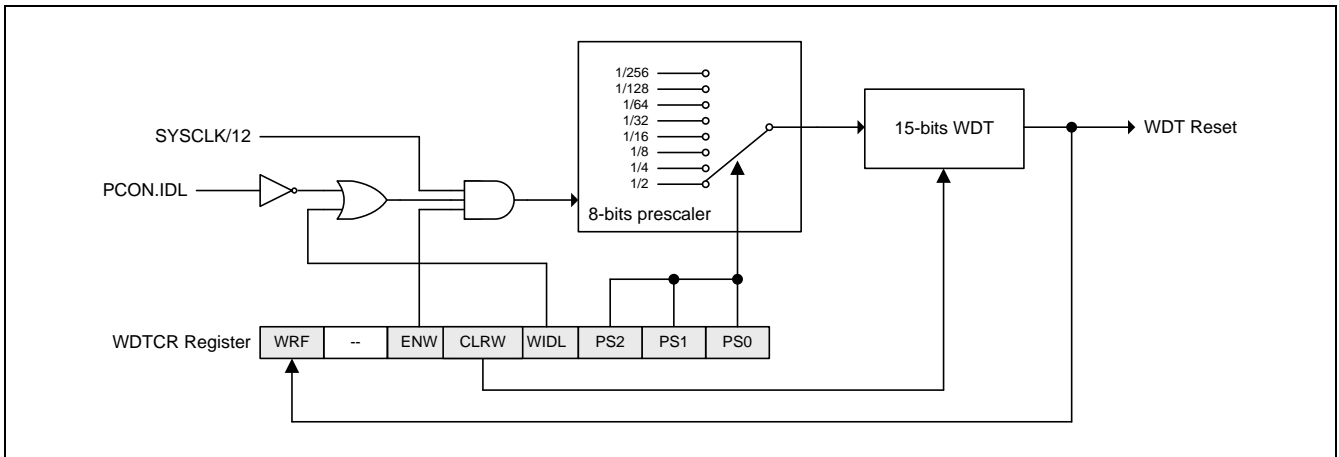 1/256
1/128
1/64
1/32
1/16
1/8
1/4
1/2
8-bits prescaler
SYSCLK/12
PCON.IDL
15-bits WDT
WDT Reset
WDTCR Register WRF -- ENW CLRW WIDL PS2 PS1 PS0